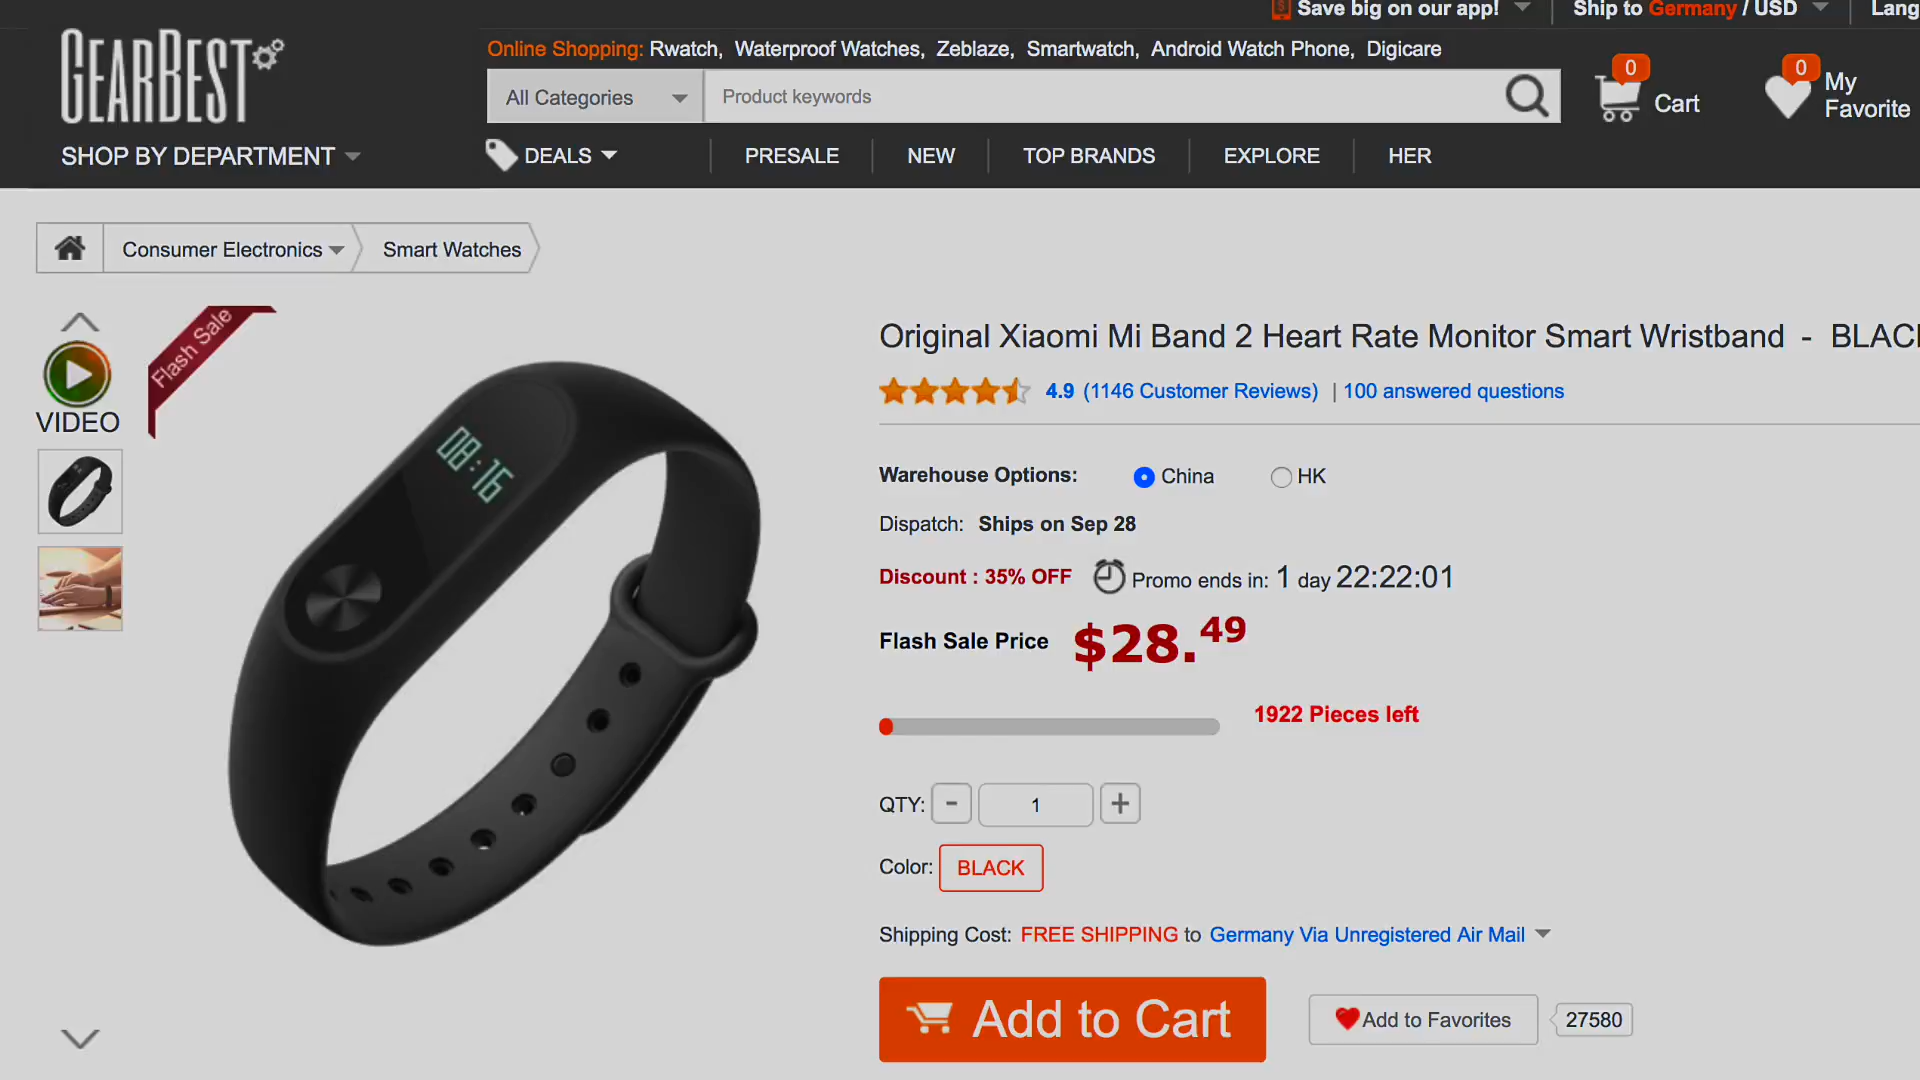 Save big on our app!
Ship to Germany / USD
Lang
GEARBEST
Online Shopping: Rwatch, Waterproof Watches, Zeblaze, Smartwatch, Android Watch Phone, Digicare
All Categories
Product keywords
0
Cart
0
My Favorite
SHOP BY DEPARTMENT
DEALS
PRESALE
NEW
TOP BRANDS
EXPLORE
HER
Consumer Electronics
Smart Watches
Flash Sale
VIDEO
08:16
Original Xiaomi Mi Band 2 Heart Rate Monitor Smart Wristband - BLACK
4.9 (1146 Customer Reviews) | 100 answered questions
Warehouse Options: China HK
Dispatch: Ships on Sep 28
Discount : 35% OFF Promo ends in: 1 day 22:22:01
Flash Sale Price $28.49
1922 Pieces left
QTY: - 1 +
Color: BLACK
Shipping Cost: FREE SHIPPING to Germany Via Unregistered Air Mail
Add to Cart
Add to Favorites
27580